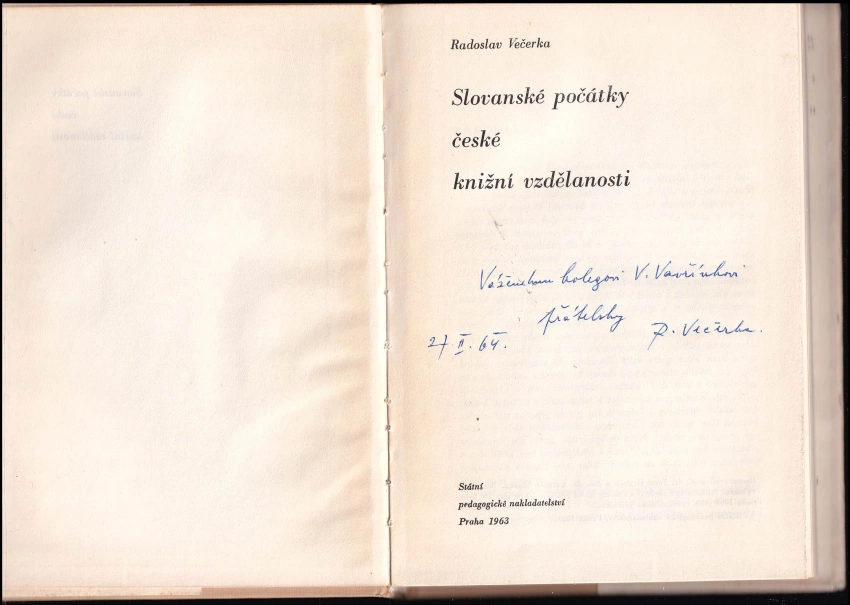 Radoslav Večerka
Slovanské počátky
české
knižní vzdělanosti
Váženému kolegovi V. Vavřínkovi
přátelsky
27. II. 64.
R. Večerka.
Státní
pedagogické nakladatelství
Praha 1963